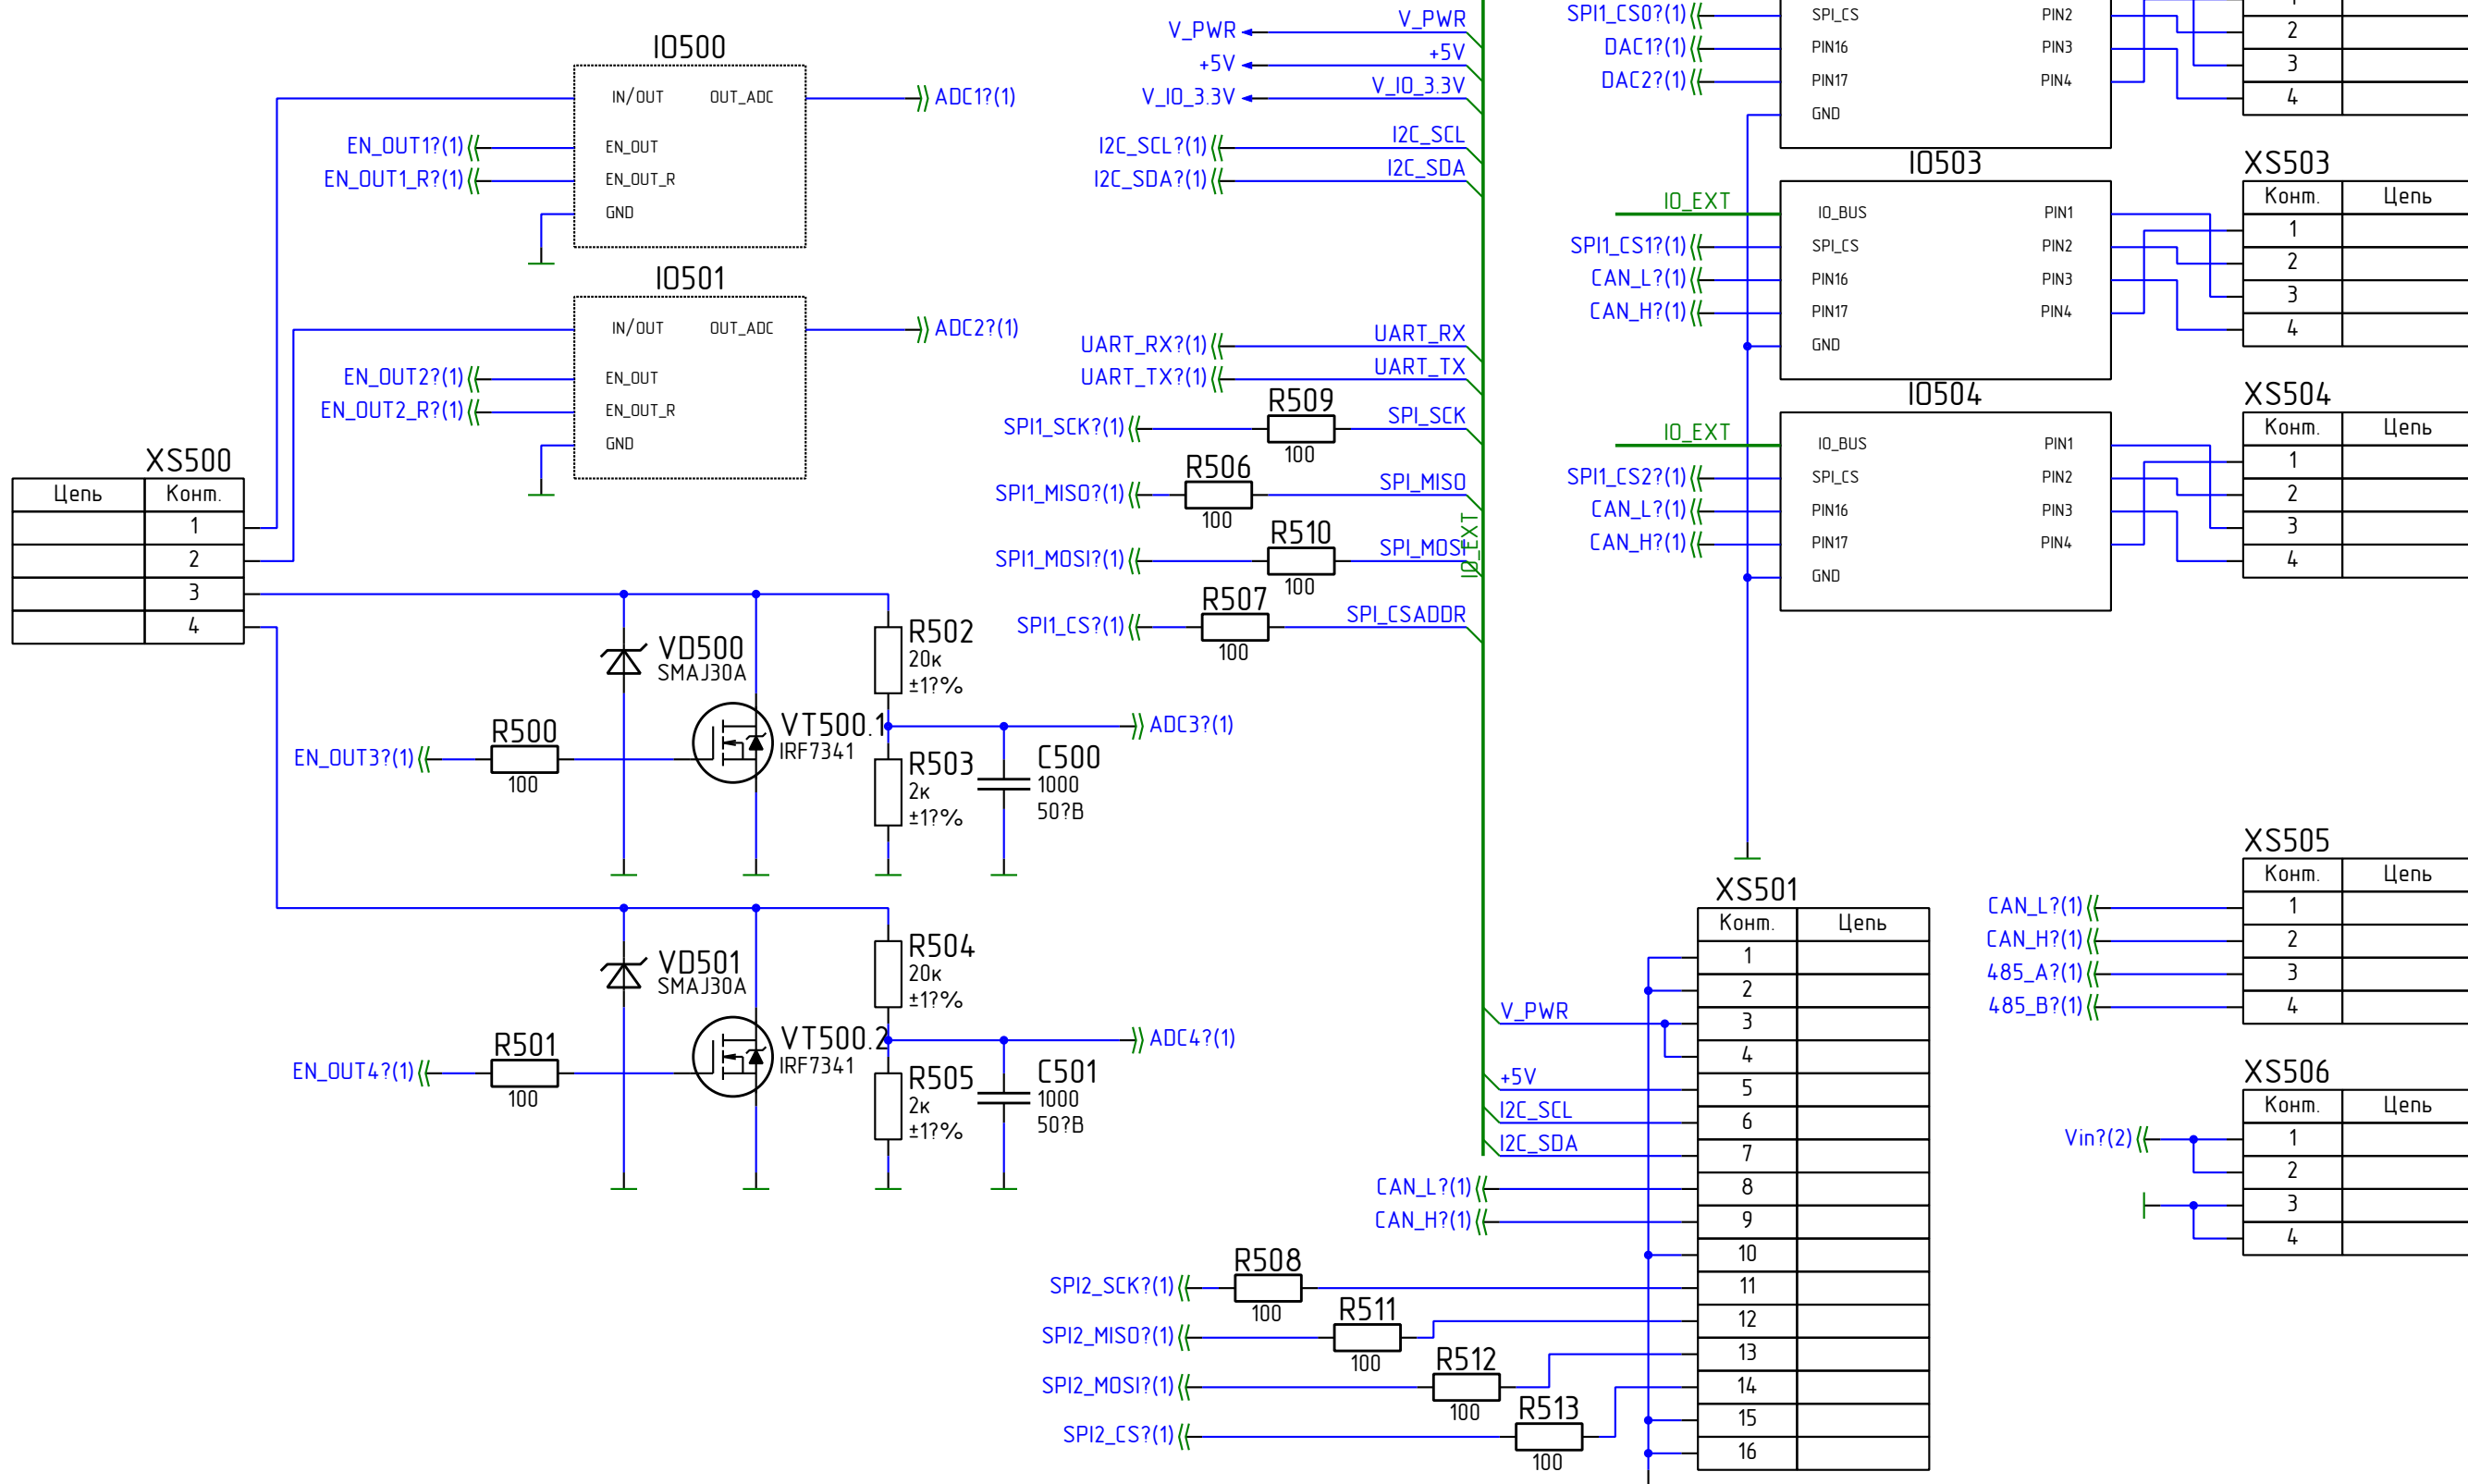 IO500
IN/OUT OUT_ADC
ADC1?(1)
EN_OUT1?(1)
EN_OUT
EN_OUT1_R?(1)
EN_OUT_R
GND
IO501
IN/OUT OUT_ADC
ADC2?(1)
EN_OUT2?(1)
EN_OUT
EN_OUT2_R?(1)
EN_OUT_R
GND
XS500
Цепь Конт.
1
2
3
4
VD500
SMAJ30A
R500
100
EN_OUT3?(1)
VT500.1
IRF7341
R502
20к
±1?%
R503
2к
±1?%
ADC3?(1)
C500
1000
50?В
VD501
SMAJ30A
R501
100
EN_OUT4?(1)
VT500.2
IRF7341
R504
20к
±1?%
R505
2к
±1?%
ADC4?(1)
C501
1000
50?В
V_PWR V_PWR
+5V +5V
V_IO_3.3V V_IO_3.3V
I2C_SCL?(1) I2C_SCL
I2C_SDA?(1) I2C_SDA
UART_RX?(1) UART_RX
UART_TX?(1) UART_TX
R509
SPI1_SCK?(1) SPI_SCK
100
R506
SPI1_MISO?(1) SPI_MISO
100
R510
SPI1_MOSI?(1) SPI_MOSI
100
R507
SPI1_CS?(1) SPI_CSADDR
100
IO_EXT
SPI1_CS0?(1) SPI_CS PIN2
DAC1?(1) PIN16 PIN3
DAC2?(1) PIN17 PIN4
GND
2
3
4
IO503
IO_EXT IO_BUS PIN1
SPI1_CS1?(1) SPI_CS PIN2
CAN_L?(1) PIN16 PIN3
CAN_H?(1) PIN17 PIN4
GND
XS503
Конт. Цепь
1
2
3
4
IO504
IO_EXT IO_BUS PIN1
SPI1_CS2?(1) SPI_CS PIN2
CAN_L?(1) PIN16 PIN3
CAN_H?(1) PIN17 PIN4
GND
XS504
Конт. Цепь
1
2
3
4
XS501
Конт. Цепь
1
2
V_PWR 3
4
+5V 5
I2C_SCL 6
I2C_SDA 7
CAN_L?(1) 8
CAN_H?(1) 9
10
R508
SPI2_SCK?(1) 11
100
R511
SPI2_MISO?(1) 12
100
R512
SPI2_MOSI?(1) 13
100
R513
SPI2_CS?(1) 14
100
15
16
XS505
Конт. Цепь
CAN_L?(1) 1
CAN_H?(1) 2
485_A?(1) 3
485_B?(1) 4
XS506
Конт. Цепь
Vin?(2) 1
2
3
4